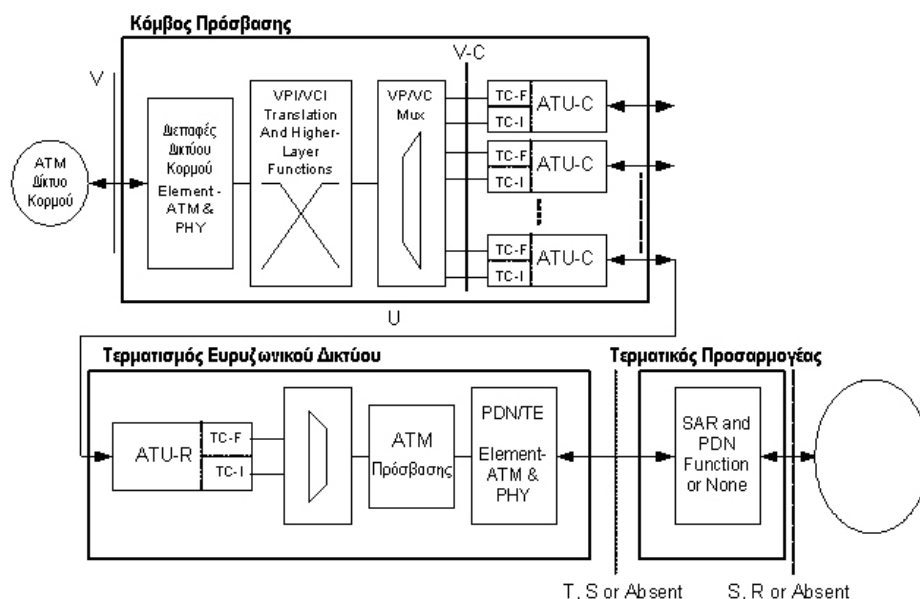 Κόμβος Πρόσβασης
V
V-C
ATM
Δίκτυο
Κορμού
Διεπαφές
Δικτύου
Κορμού
Element -
ATM &
PHY
VPI/VCI
Translation
And Higher-
Layer
Functions
VP/VC
Mux
TC-F
TC-I
ATU-C
TC-F
TC-I
ATU-C
TC-F
TC-I
ATU-C
U
Τερματισμός Ευρυζωνικού Δικτύου
Τερματικός Προσαρμογέας
ATU-R
TC-F
TC-I
ATM
Πρόσβασης
PDN/TE
Element-
ATM &
PHY
SAR and
PDN
Function
or None
T, S or Absent
S, R or Absent